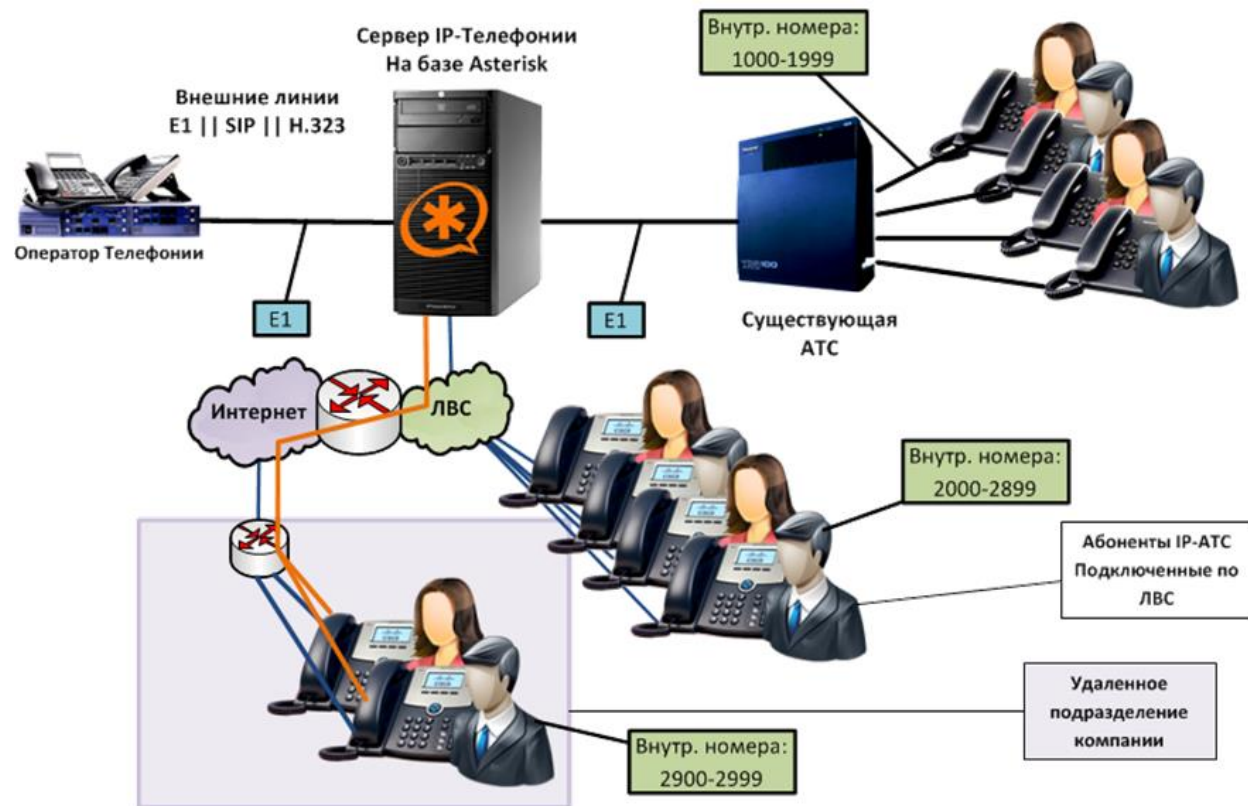 Сервер IP-Телефонии
На базе Asterisk
Внутр. номера:
1000-1999
Внешние линии
E1 || SIP || H.323
Оператор Телефонии
E1
E1
Существующая
АТС
Интернет
ЛВС
Внутр. номера:
2000-2899
Абоненты IP-АТС
Подключенные по
ЛВС
Удаленное
подразделение
компании
Внутр. номера:
2900-2999